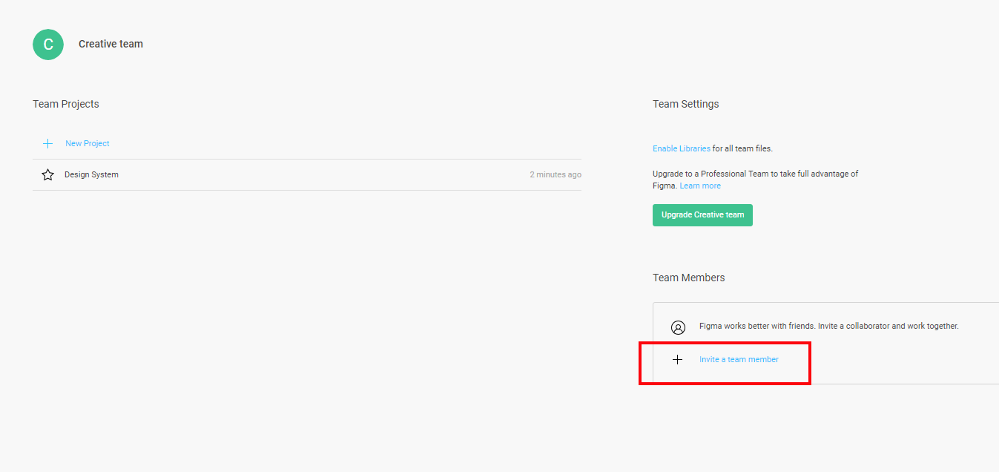 C
Creative team
Team Projects
New Project
Design System
2 minutes ago
Team Settings
Enable Libraries for all team files.
Upgrade to a Professional Team to take full advantage of
Figma. Learn more
Upgrade Creative team
Team Members
Figma works better with friends. Invite a collaborator and work together.
Invite a team member